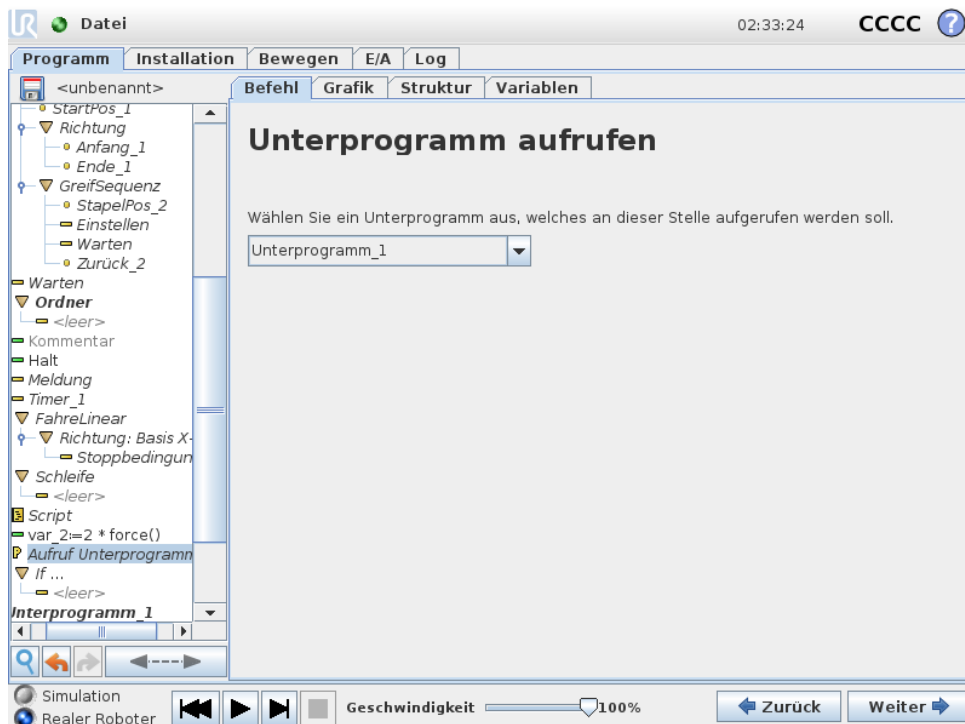 UR Datei 02:33:24 CCCC ?
Programm Installation Bewegen E/A Log
<unbenannt>
Befehl Grafik Struktur Variablen
StartPos_1
Richtung
Anfang_1
Ende_1
GreifSequenz
StapelPos_2
Einstellen
Warten
Zurück_2
Warten
Ordner
<leer>
Kommentar
Halt
Meldung
Timer_1
FahreLinear
Richtung: Basis X-
Stoppbedingun
Schleife
<leer>
Script
var_2:=2 * force()
Aufruf Unterprogramm
If ...
<leer>
Interprogramm_1
Unterprogramm aufrufen
Wählen Sie ein Unterprogramm aus, welches an dieser Stelle aufgerufen werden soll.
Unterprogramm_1
Simulation
Realer Roboter
Geschwindigkeit 100%
Zurück
Weiter